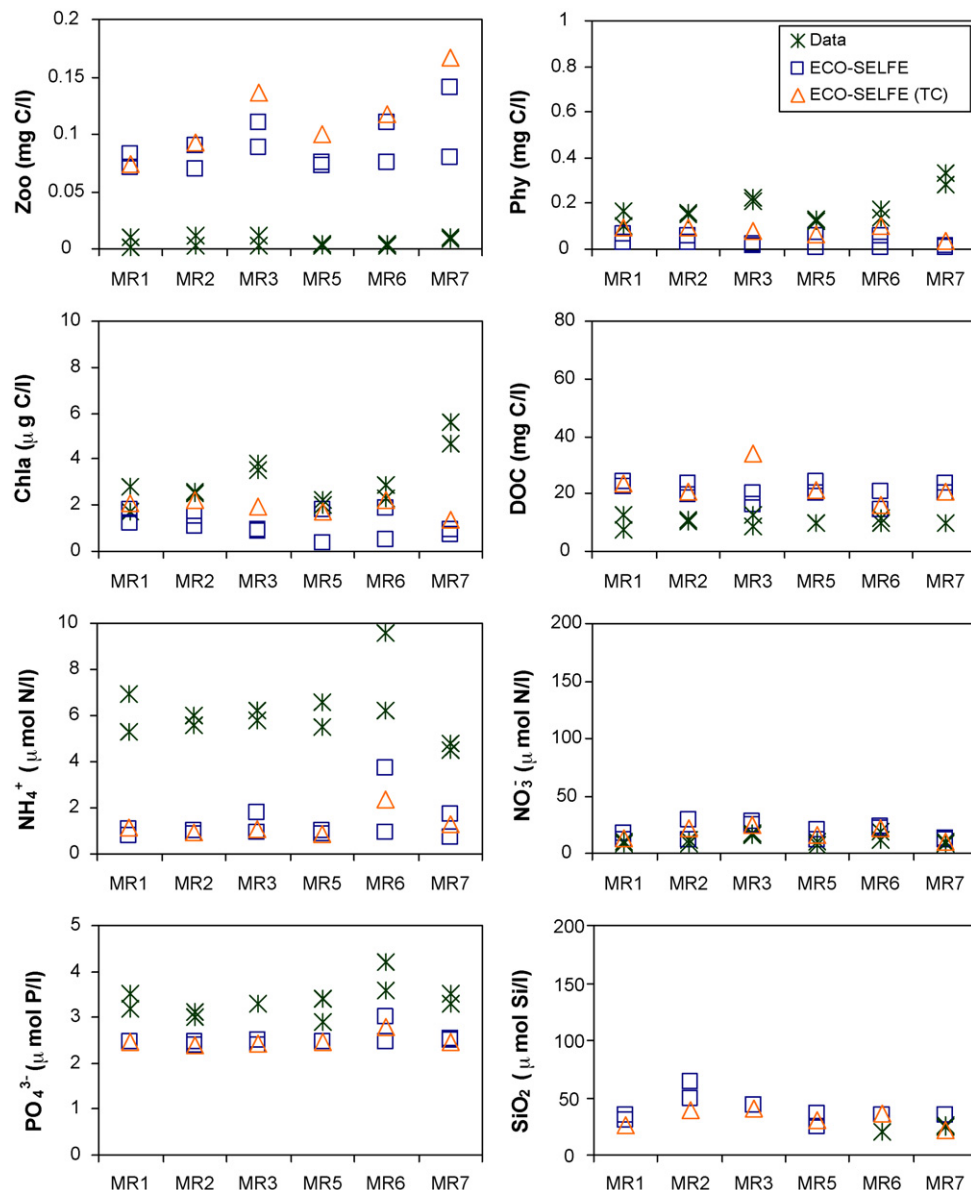 0.2
0.15
0.1
0.05
0
Zoo (mg C/l)
MR1 MR2 MR3 MR5 MR6 MR7
1
0.8
0.6
0.4
0.2
0
Phy (mg C/l)
Data
ECO-SELFE
ECO-SELFE (TC)
MR1 MR2 MR3 MR5 MR6 MR7
10
8
6
4
2
0
Chla (μg C/l)
MR1 MR2 MR3 MR5 MR6 MR7
80
60
40
20
0
DOC (mg C/l)
MR1 MR2 MR3 MR5 MR6 MR7
10
8
6
4
2
0
NH₄⁺ (μmol N/l)
MR1 MR2 MR3 MR5 MR6 MR7
200
150
100
50
0
NO₃⁻ (μmol N/l)
MR1 MR2 MR3 MR5 MR6 MR7
5
4
3
2
1
0
PO₄³⁻ (μmol P/l)
MR1 MR2 MR3 MR5 MR6 MR7
200
150
100
50
0
SiO₂ (μmol Si/l)
MR1 MR2 MR3 MR5 MR6 MR7